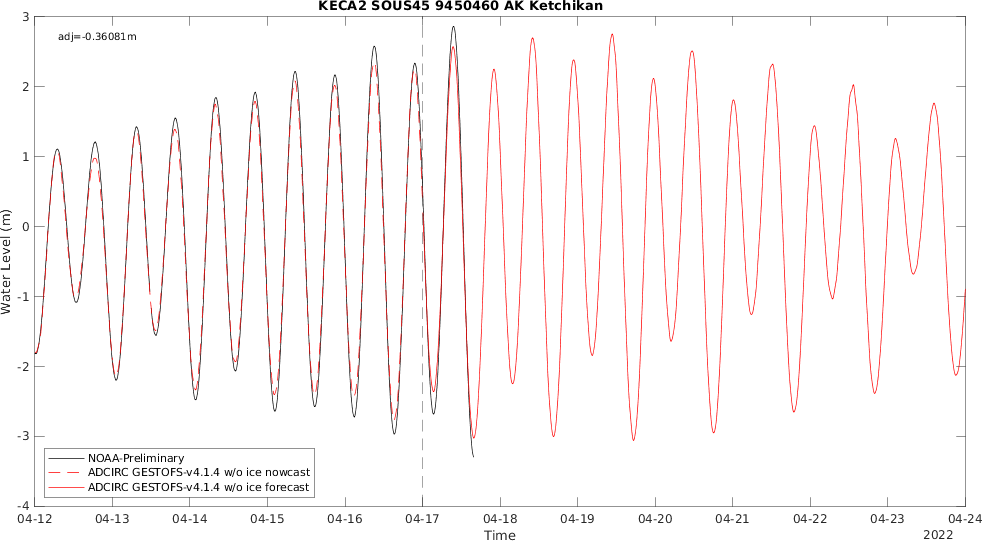 KECA2 SOUS45 9450460 AK Ketchikan
adj=-0.36081m
3
2
1
0
-1
-2
-3
-4
Water Level (m)
NOAA-Preliminary
ADCIRC GESTOFS-v4.1.4 w/o ice nowcast
ADCIRC GESTOFS-v4.1.4 w/o ice forecast
04-12 04-13 04-14 04-15 04-16 04-17 04-18 04-19 04-20 04-21 04-22 04-23 04-24
Time
2022